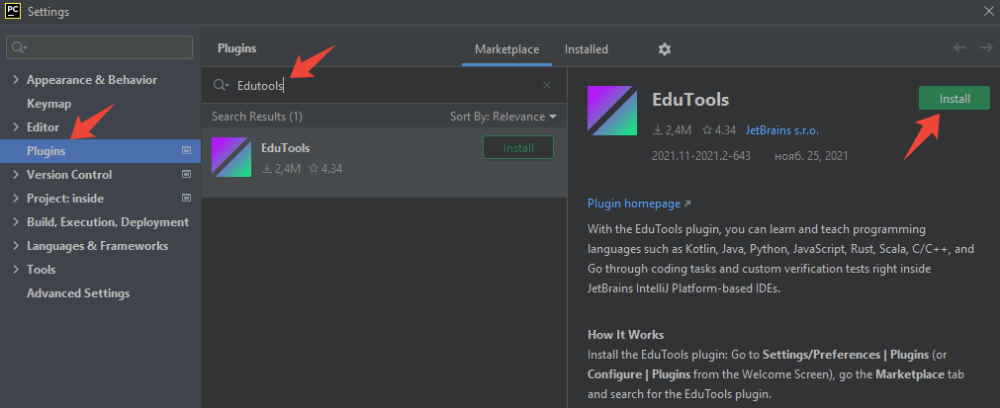 PC Settings
Plugins
Marketplace
Installed
Appearance & Behavior
Keymap
Editor
Plugins
Version Control
Project: inside
Build, Execution, Deployment
Languages & Frameworks
Tools
Advanced Settings
Edutools
Search Results (1)
Sort By: Relevance
EduTools
2,4M 4.34
Install
EduTools
Install
2,4M 4.34 JetBrains s.r.o.
2021.11-2021.2-643 нояб. 25, 2021
Plugin homepage
With the EduTools plugin, you can learn and teach programming
languages such as Kotlin, Java, Python, JavaScript, Rust, Scala, C/C++, and
Go through coding tasks and custom verification tests right inside
JetBrains IntelliJ Platform-based IDEs.
How It Works
Install the EduTools plugin: Go to Settings/Preferences | Plugins (or
Configure | Plugins from the Welcome Screen), go the Marketplace tab
and search for the EduTools plugin.